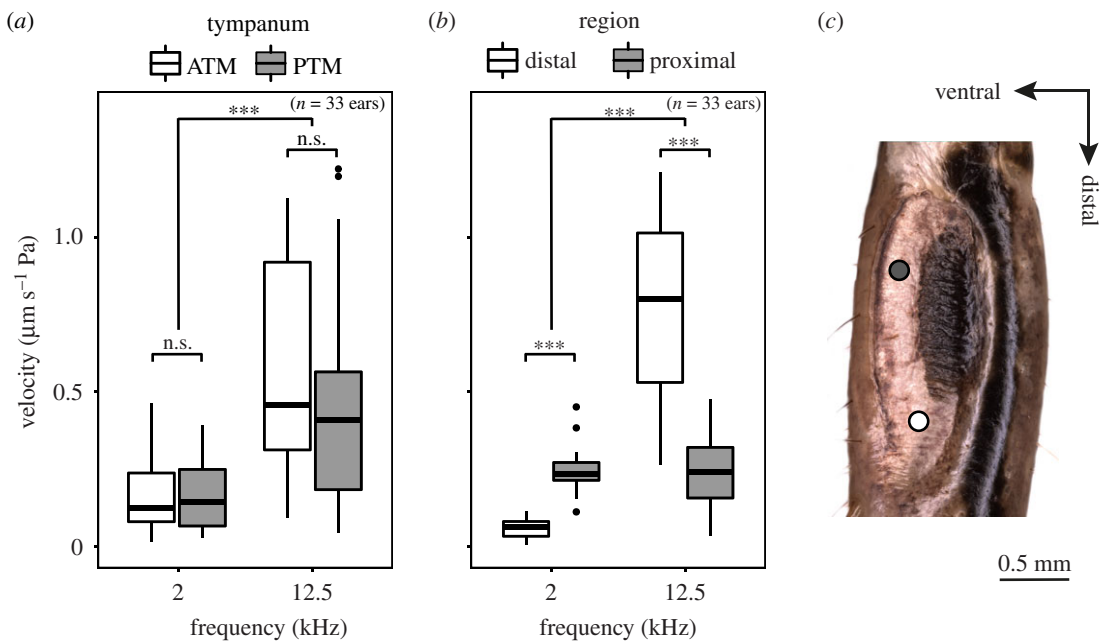 (a)
tympanum
ATM PTM
(n = 33 ears)
***
n.s.
n.s.
1.0
0.5
0
velocity (μm s⁻¹ Pa)
2 12.5
frequency (kHz)
(b)
region
distal proximal
(n = 33 ears)
***
***
***
2 12.5
frequency (kHz)
(c)
ventral
distal
0.5 mm